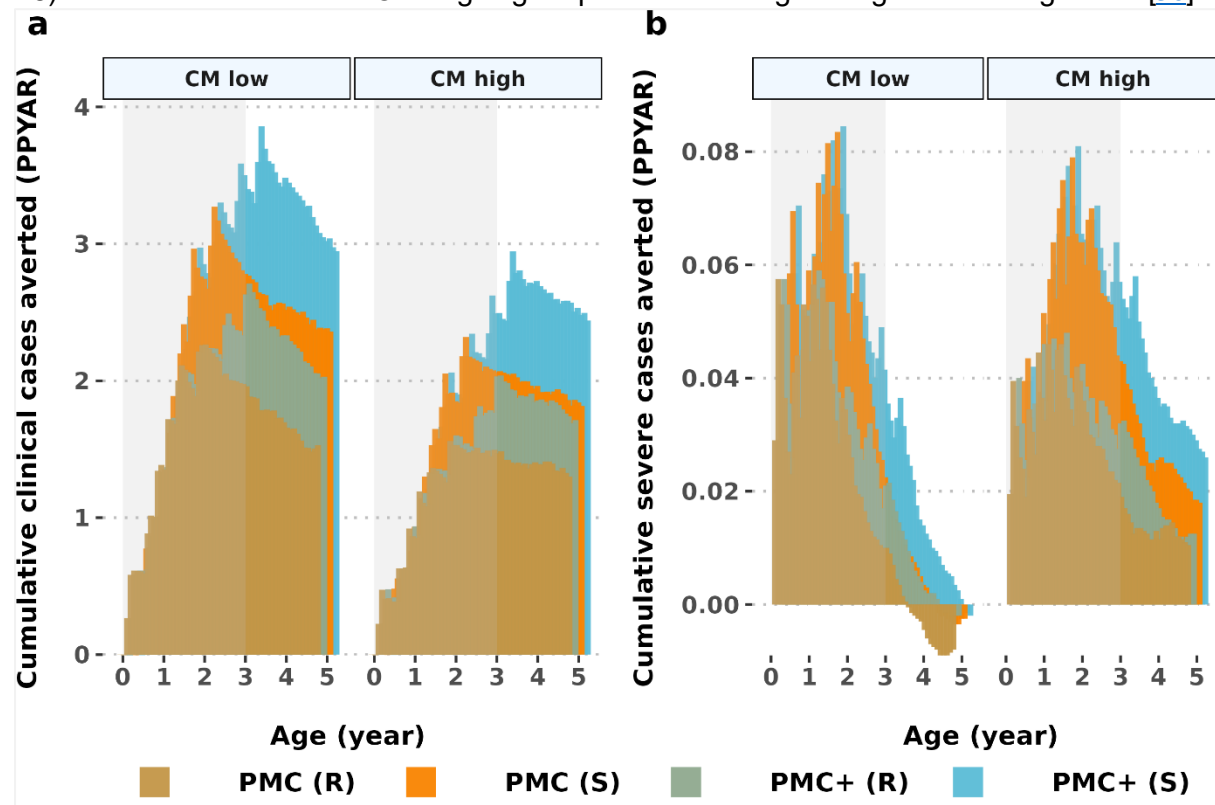 a
b
CM low
CM high
CM low
CM high
Cumulative clinical cases averted (PPYAR)
4
3
2
1
0
0 1 2 3 4 5
0 1 2 3 4 5
Age (year)
Cumulative severe cases averted (PPYAR)
0.08
0.06
0.04
0.02
0.00
0 1 2 3 4 5
0 1 2 3 4 5
Age (year)
PMC (R)
PMC (S)
PMC+ (R)
PMC+ (S)